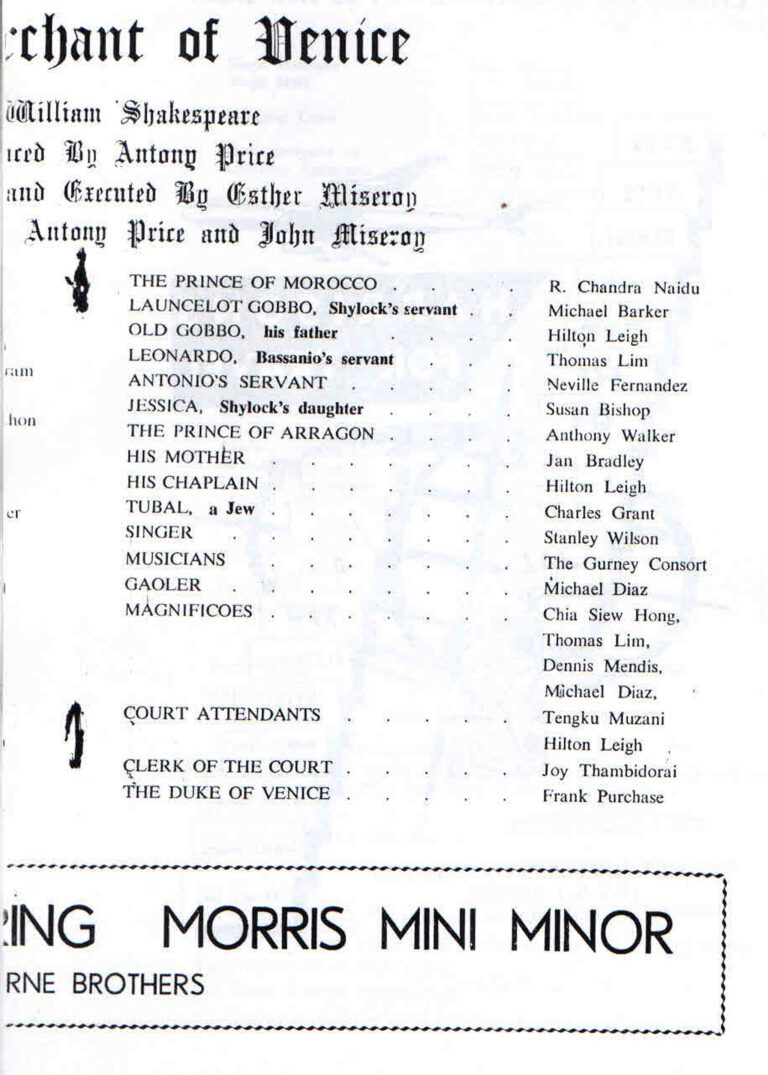 rchant of Venice
William Shakespeare
uced By Antony Price
and Executed By Esther Miseroy
Antony Price and John Miseroy
THE PRINCE OF MOROCCO . . . . R. Chandra Naidu
LAUNCELOT GOBBO, Shylock's servant . . Michael Barker
OLD GOBBO, his father . . . . Hilton Leigh
ram
LEONARDO, Bassanio's servant . . . Thomas Lim
ANTONIO'S SERVANT . . . . . Neville Fernandez
hon
JESSICA, Shylock's daughter . . . . Susan Bishop
THE PRINCE OF ARRAGON . . . . Anthony Walker
HIS MOTHER . . . . . . Jan Bradley
HIS CHAPLAIN . . . . . . . Hilton Leigh
er
TUBAL, a Jew . . . . . . . Charles Grant
SINGER . . . . . . . . Stanley Wilson
MUSICIANS . . . . . . . The Gurney Consort
GAOLER . . . . . . . . Michael Diaz
MAGNIFICOES . . . . . . . Chia Siew Hong,
Thomas Lim,
Dennis Mendis,
Michael Diaz,
COURT ATTENDANTS . . . . . Tengku Muzani
Hilton Leigh
CLERK OF THE COURT . . . . . Joy Thambidorai
THE DUKE OF VENICE . . . . . Frank Purchase
RING MORRIS MINI MINOR
RNE BROTHERS